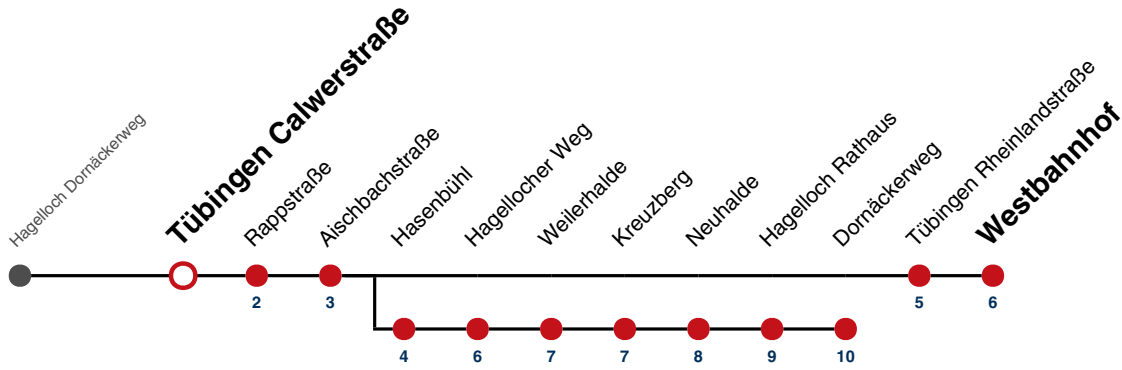 Hagelloch Dornäckerweg
Tübingen Calwerstraße
Rappstraße
Aischbachstraße
Hasenbühl
Hagellocher Weg
Weilerhalde
Kreuzberg
Neuhalde
Hagelloch Rathaus
Dornäckerweg
Tübingen Rheinlandstraße
Westbahnhof
2 3 5 6
4 6 7 7 8 9 10